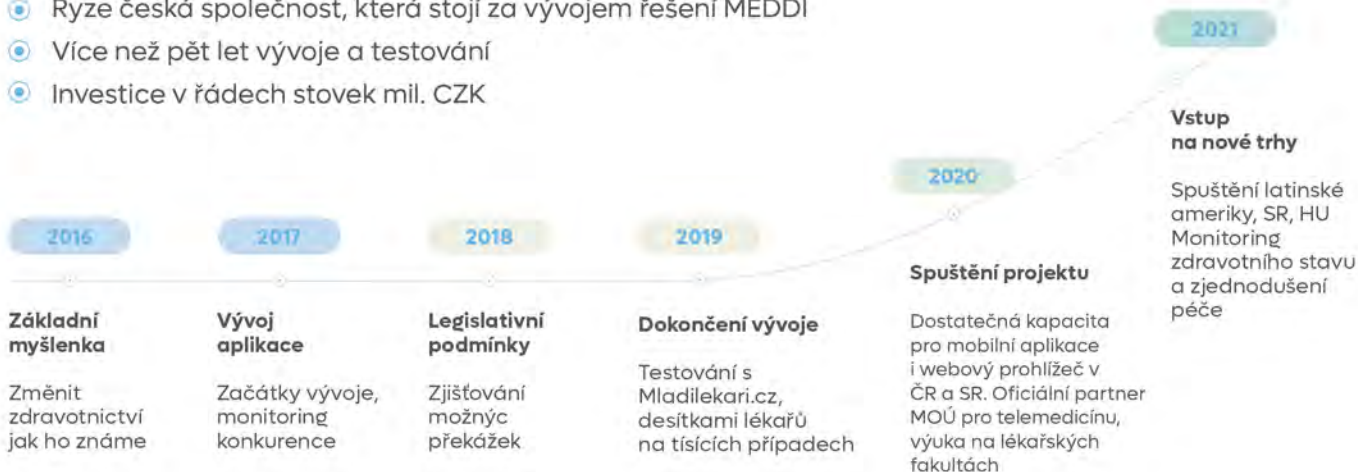 Ryze česká společnost, která stojí za vývojem řešení MEDDI
Více než pět let vývoje a testování
Investice v řádech stovek mil. CZK
2016
Základní
myšlenka
Změnit
zdravotnictví
jak ho známe
2017
Vývoj
aplikace
Začátky vývoje,
monitoring
konkurence
2018
Legislativní
podmínky
Zjišťování
možnýc
překážek
2019
Dokončení vývoje
Testování s
Mladilekari.cz,
desítkami lékařů
na tísících případech
2020
Spuštění projektu
Dostatečná kapacita
pro mobilní aplikace
i webový prohlížeč v
ČR a SR. Oficiální partner
MOÚ pro telemedicínu,
výuka na lékařských
fakultách
2021
Vstup
na nové trhy
Spuštění latinské
ameriky, SR, HU
Monitoring
zdravotního stavu
a zjednodušení
péče